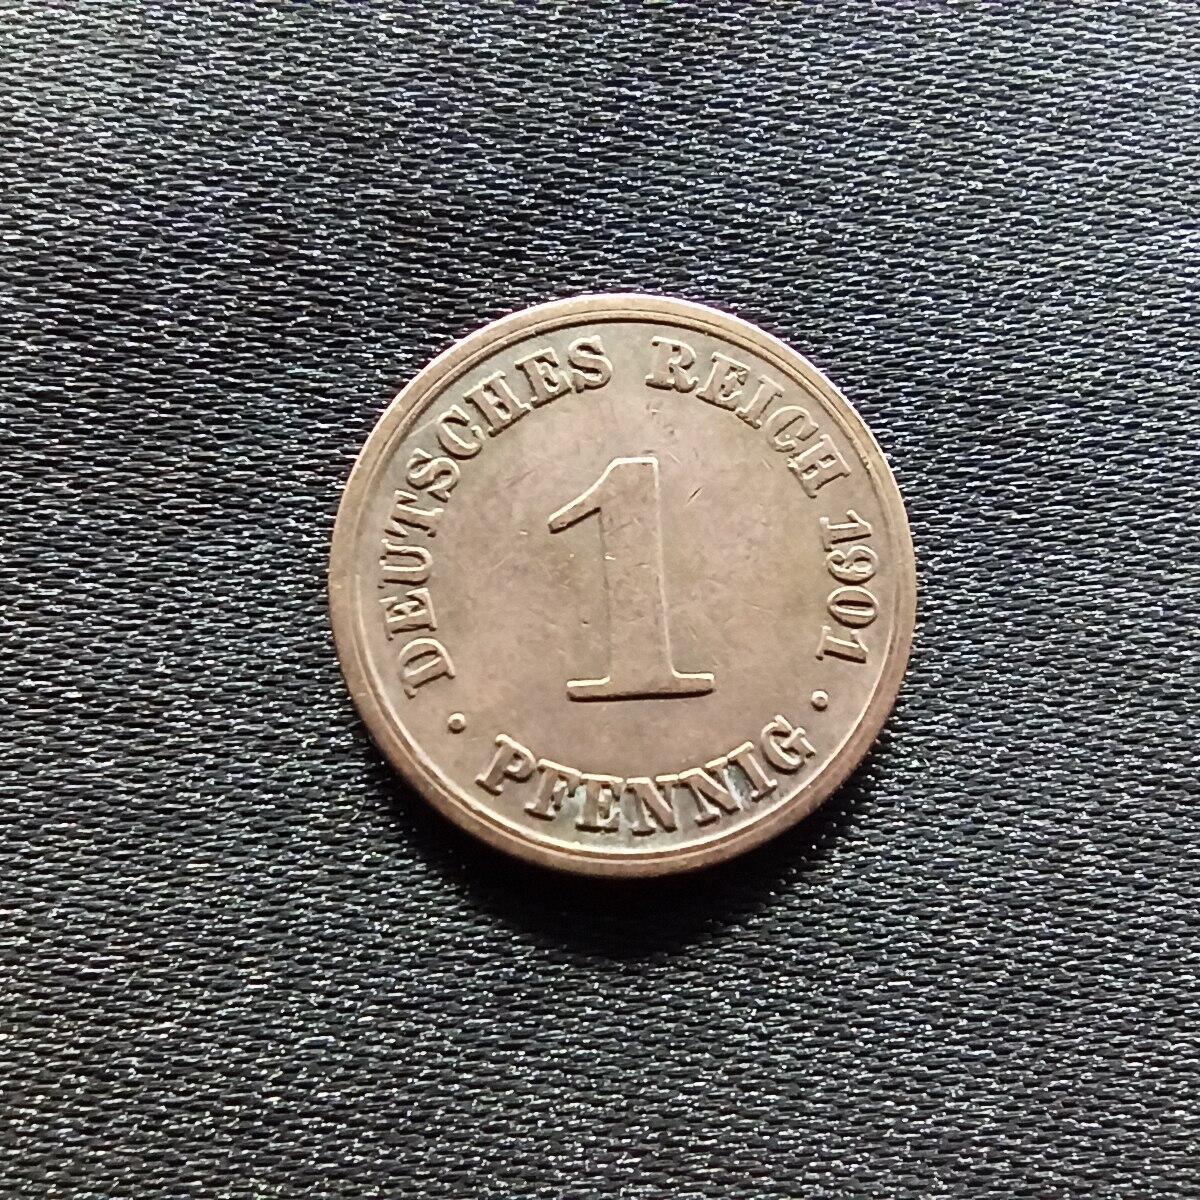 DEUTSCHES REICH 1901
1
• PFENNIG •